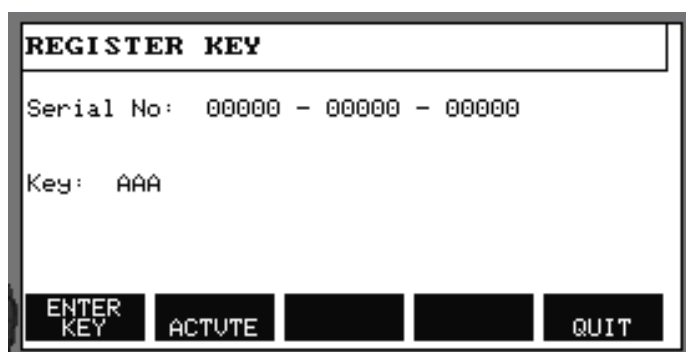 REGISTER KEY
Serial No: 00000 - 00000 - 00000
Key: AAA
ENTER
KEY
ACTVTE
QUIT